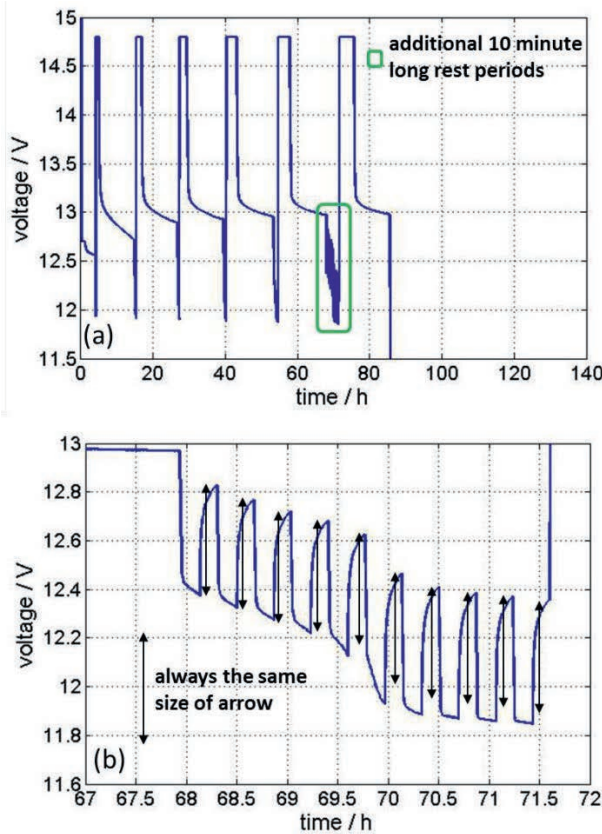 additional 10 minute
long rest periods
15
14.5
14
13.5
13
12.5
12
11.5
voltage / V
(a)
0 20 40 60 80 100 120 140
time / h
13
12.8
12.6
12.4
12.2
12
11.8
11.6
voltage / V
always the same
size of arrow
(b)
67 67.5 68 68.5 69 69.5 70 70.5 71 71.5 72
time / h